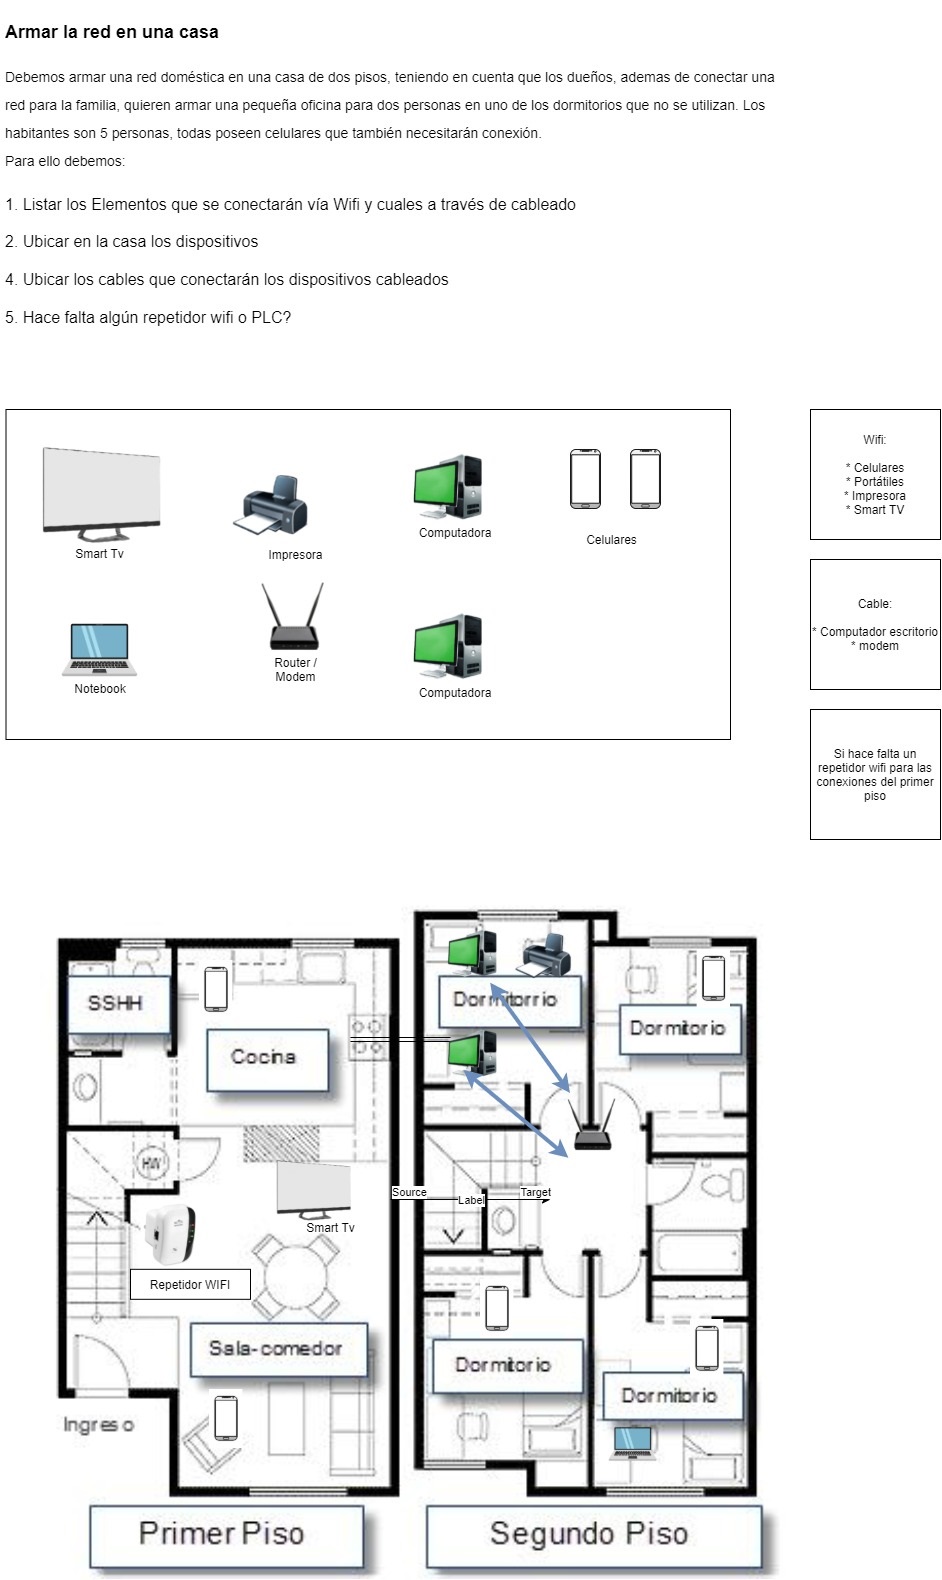 Armar la red en una casa
Debemos armar una red doméstica en una casa de dos pisos, teniendo en cuenta que los dueños, ademas de conectar una
red para la familia, quieren armar una pequeña oficina para dos personas en uno de los dormitorios que no se utilizan. Los
habitantes son 5 personas, todas poseen celulares que también necesitarán conexión.
Para ello debemos:
1. Listar los Elementos que se conectarán vía Wifi y cuales a través de cableado
2. Ubicar en la casa los dispositivos
4. Ubicar los cables que conectarán los dispositivos cableados
5. Hace falta algún repetidor wifi o PLC?
Smart Tv
Impresora
Computadora
Celulares
Notebook
Router /
Modem
Computadora
Wifi:
* Celulares
* Portátiles
* Impresora
* Smart TV
Cable:
* Computador escritorio
* modem
Si hace falta un
repetidor wifi para las
conexiones del primer
piso
SSHH
Cocina
HW
Smart Tv
Repetidor WIFI
Sala-comedor
Ingreso
Primer Piso
Dormitorrio
Dormitorio
Source
Label
Target
Dormitorio
Dormitorio
Segundo Piso